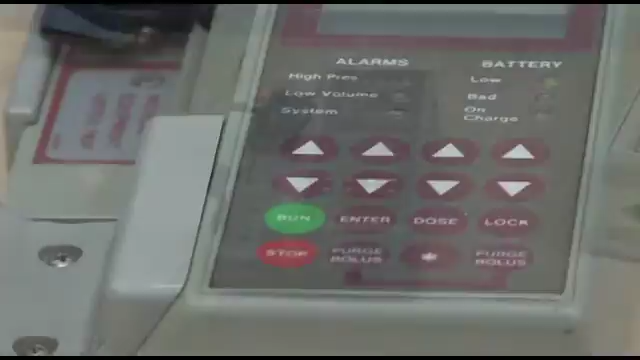 ALARMS
High Pres
Low Volume
System
BATTERY
Low
Bad
On
Charge
RUN
ENTER
DOSE
LOCK
STOP
PURGE
BOLUS
*
PURGE
BOLUS